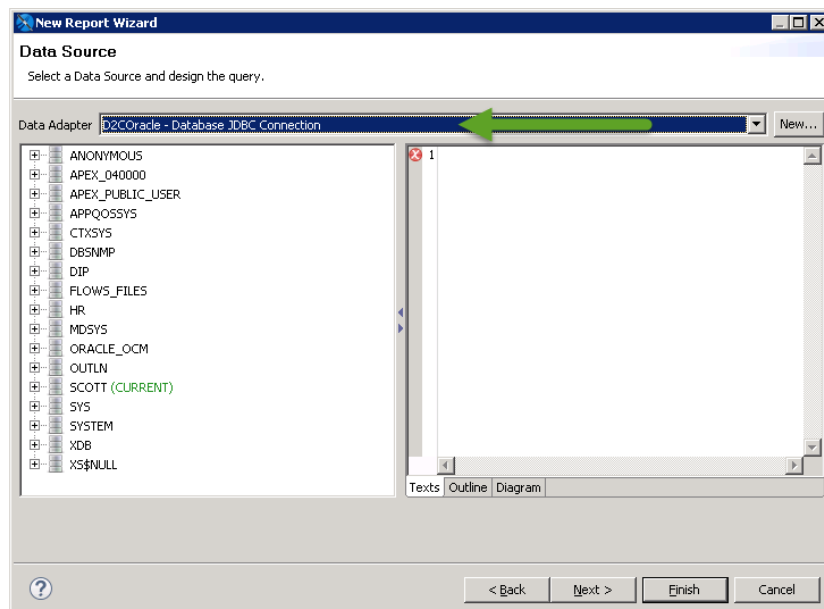 New Report Wizard
Data Source
Select a Data Source and design the query.
Data Adapter D2COracle - Database JDBC Connection New...
ANONYMOUS
APEX_040000
APEX_PUBLIC_USER
APPQOSSYS
CTXSYS
DBSNMP
DIP
FLOWS_FILES
HR
MDSYS
ORACLE_OCM
OUTLN
SCOTT (CURRENT)
SYS
SYSTEM
XDB
XS$NULL
1
Texts Outline Diagram
< Back Next > Finish Cancel